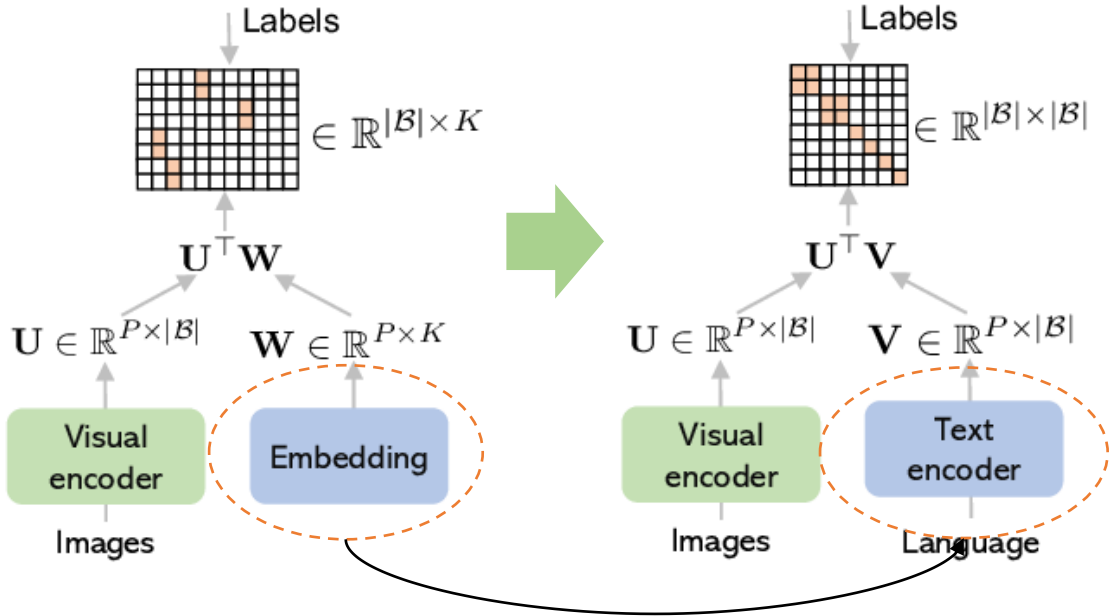 Labels
∈ ℝ^{|ℬ|×K}
U^⊤W
U ∈ ℝ^{P×|ℬ|}
W ∈ ℝ^{P×K}
Visual
encoder
Embedding
Images
Labels
∈ ℝ^{|ℬ|×|ℬ|}
U^⊤V
U ∈ ℝ^{P×|ℬ|}
V ∈ ℝ^{P×|ℬ|}
Visual
encoder
Text
encoder
Images
Language